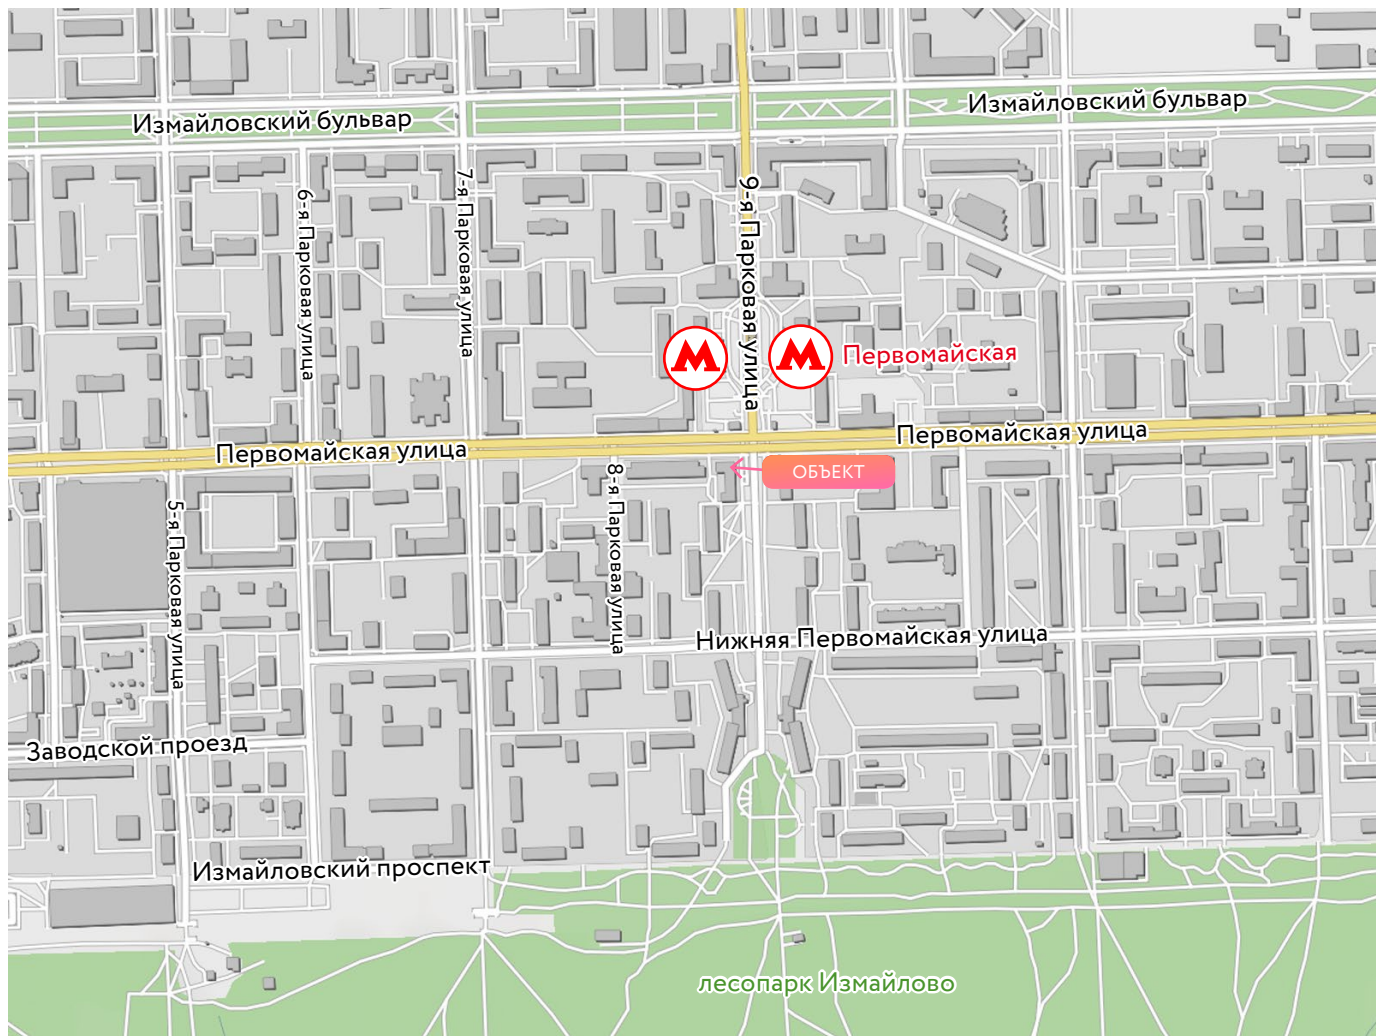 Измайловский бульвар
Измайловский бульвар
6-я Парковая улица
7-я Парковая улица
9-я Парковая улица
М
М
Первомайская
Первомайская улица
Первомайская улица
ОБЪЕКТ
8-я Парковая улица
5-я Парковая улица
Нижняя Первомайская улица
Заводской проезд
Измайловский проспект
лесопарк Измайлово